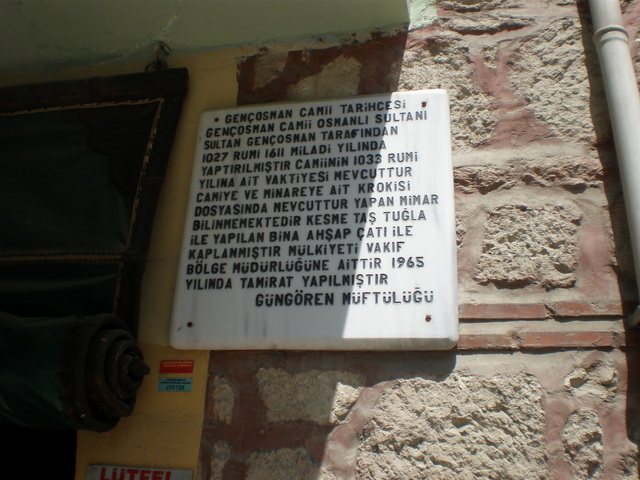 GENÇOSMAN CAMİİ TARİHCESİ
GENÇOSMAN CAMİİ OSMANLI SULTANI
SULTAN GENÇOSMAN TARAFINDAN
1027 RUMİ 1611 MİLADİ YILINDA
YAPTIRILMIŞTIR CAMİİNİN 1033 RUMİ
YILINA AİT VAKTİYESİ MEVCUTTUR
CAMİYE VE MİNAREYE AİT KROKİSİ
DOSYASINDA MEVCUTTUR YAPAN MİMAR
BİLİNMEMEKTEDİR KESME TAŞ TUĞLA
İLE YAPILAN BİNA AHŞAP ÇATI İLE
KAPLANMIŞTIR MÜLKİYETİ VAKIF
BÖLGE MÜDÜRLÜĞÜNE AİTTİR 1965
YILINDA TAMİRAT YAPILMIŞTIR
GÜNGÖREN MÜFTÜLÜĞÜ
LÜTFEN